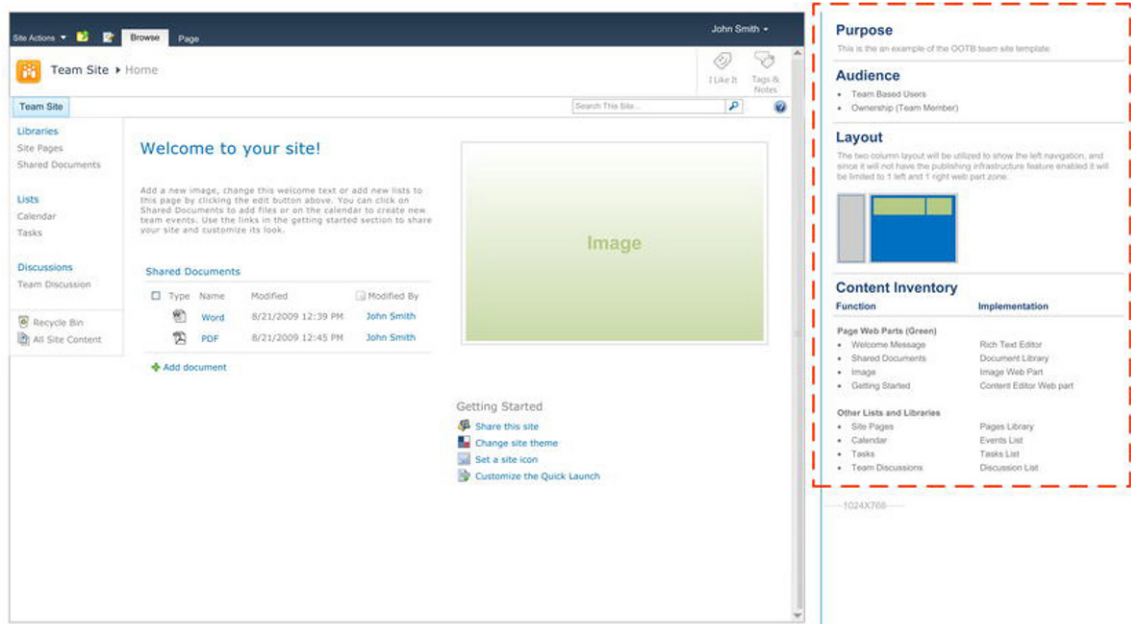 John Smith
Site Actions
Browse
Page
Team Site ▸ Home
I Like It
Tags &
Notes
Team Site
Search This Site...
Libraries
Site Pages
Shared Documents
Lists
Calendar
Tasks
Discussions
Team Discussion
Recycle Bin
All Site Content
Welcome to your site!
Add a new image, change this welcome text or add new lists to
this page by clicking the edit button above. You can click on
Shared Documents to add files or on the calendar to create new
team events. Use the links in the getting started section to share
your site and customize its look.
Shared Documents
Type Name Modified Modified By
Word 8/21/2009 12:39 PM John Smith
PDF 8/21/2009 12:45 PM John Smith
Add document
Image
Getting Started
Share this site
Change site theme
Set a site icon
Customize the Quick Launch
Purpose
This is the an example of the OOTB team site template.
Audience
• Team Based Users
• Ownership (Team Member)
Layout
The two column layout will be utilized to show the left navigation, and
since it will not have the publishing infrastructure feature enabled it will
be limited to 1 left and 1 right web part zone.
Content Inventory
Function Implementation
Page Web Parts (Green)
• Welcome Message Rich Text Editor
• Shared Documents Document Library
• Image Image Web Part
• Getting Started Content Editor Web part
Other Lists and Libraries
• Site Pages Pages Library
• Calendar Events List
• Tasks Tasks List
• Team Discussions Discussion List
1024X768